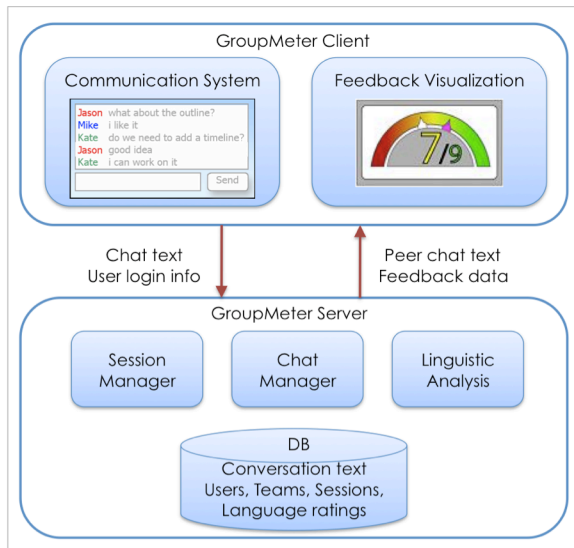 GroupMeter Client
Communication System
Feedback Visualization
Jason what about the outline?
Mike i like it
Kate do we need to add a timeline?
Jason good idea
Kate i can work on it
Send
7/9
Chat text
User login info
Peer chat text
Feedback data
GroupMeter Server
Session
Manager
Chat
Manager
Linguistic
Analysis
DB
Conversation text
Users, Teams, Sessions,
Language ratings